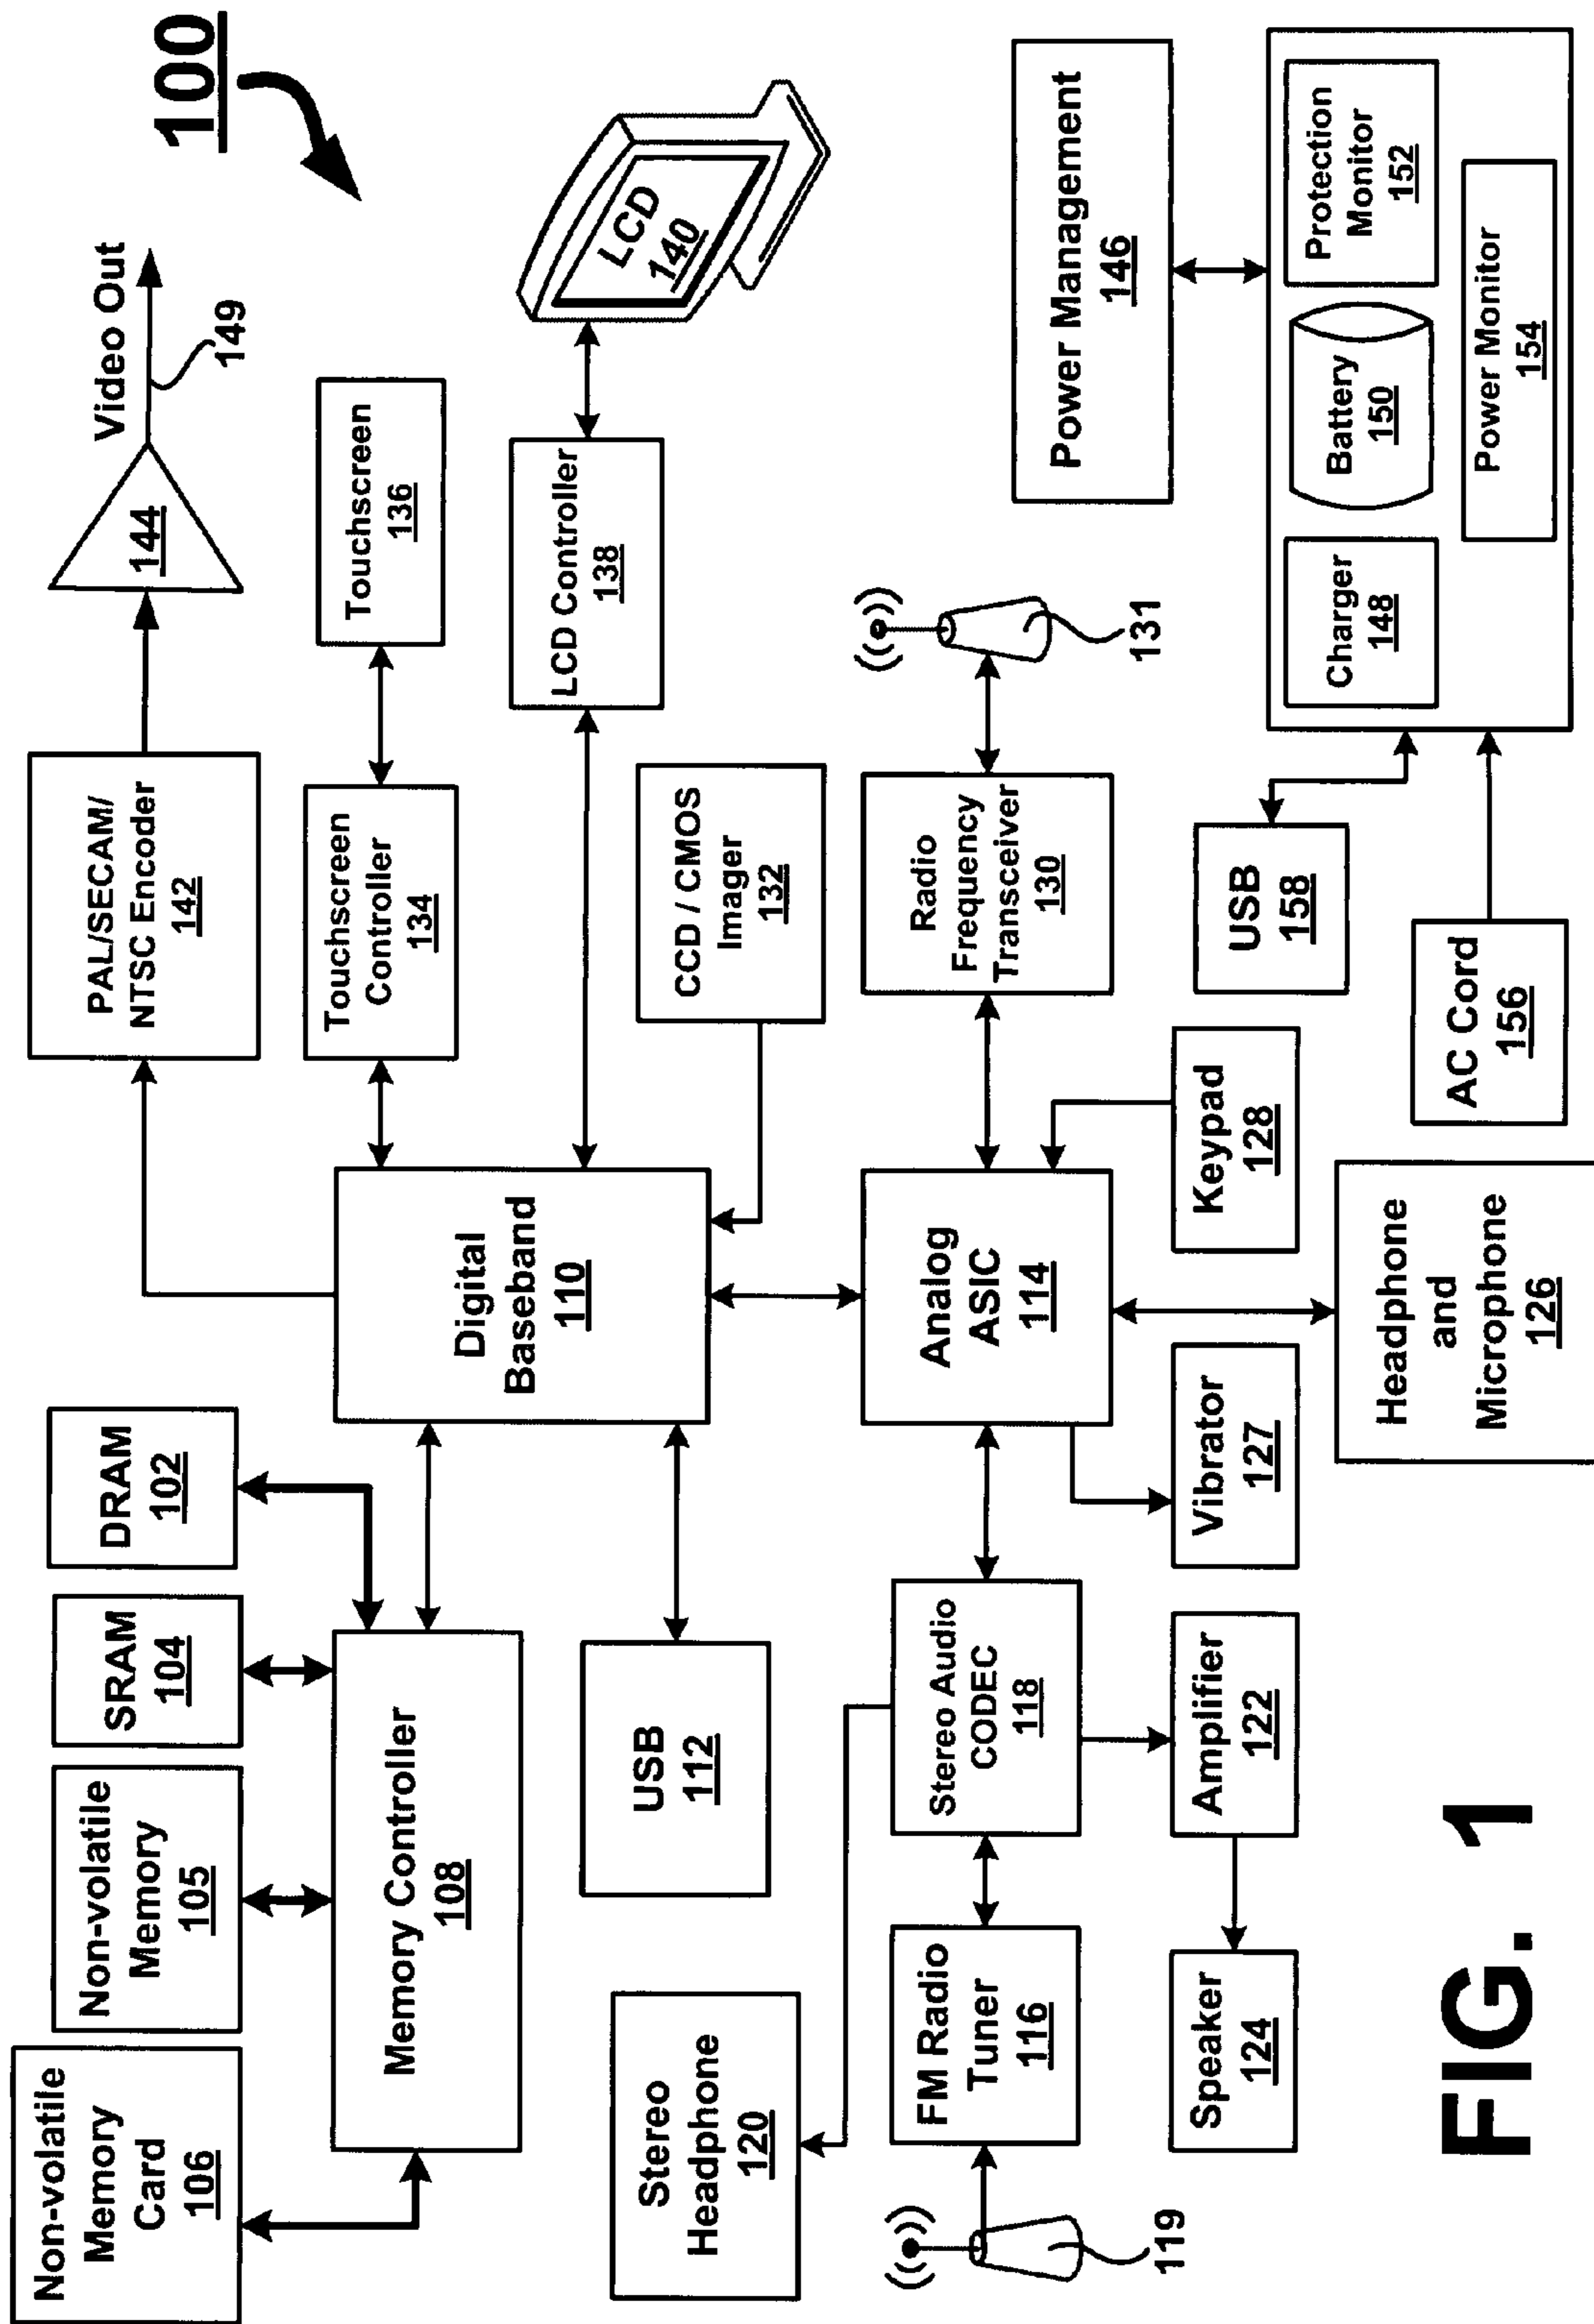 100
Non-volatile
Memory
Card
106
Non-volatile
Memory
105
SRAM
104
DRAM
102
PAL/SECAM/
NTSC Encoder
142
144
Video Out
149
Memory Controller
108
Digital
Baseband
110
Touchscreen
Controller
134
Touchscreen
136
LCD Controller
138
LCD
140
USB
112
CCD / CMOS
Imager
132
Stereo
Headphone
120
119
FM Radio
Tuner
116
Stereo Audio
CODEC
118
Analog
ASIC
114
Radio
Frequency
Transceiver
130
131
Power Management
146
Speaker
124
Amplifier
122
Vibrator
127
Keypad
128
Headphone
and
Microphone
126
USB
158
AC Cord
156
Charger
148
Battery
150
Protection
Monitor
152
Power Monitor
154
FIG. 1